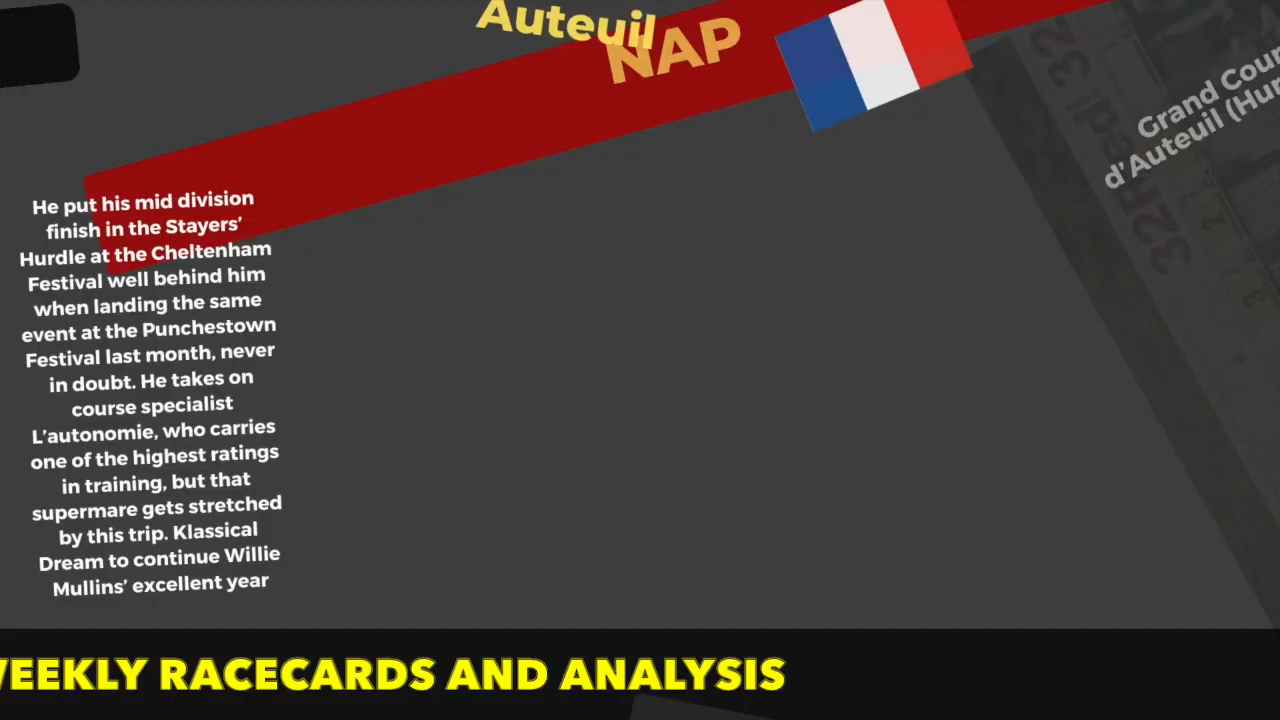 Auteuil
NAP
32Red
32
Grand Cour
d'Auteuil (Hur
He put his mid division
finish in the Stayers'
Hurdle at the Cheltenham
Festival well behind him
when landing the same
event at the Punchestown
Festival last month, never
in doubt. He takes on
course specialist
L'autonomie, who carries
one of the highest ratings
in training, but that
supermare gets stretched
by this trip. Klassical
Dream to continue Willie
Mullins' excellent year
WEEKLY RACECARDS AND ANALYSIS